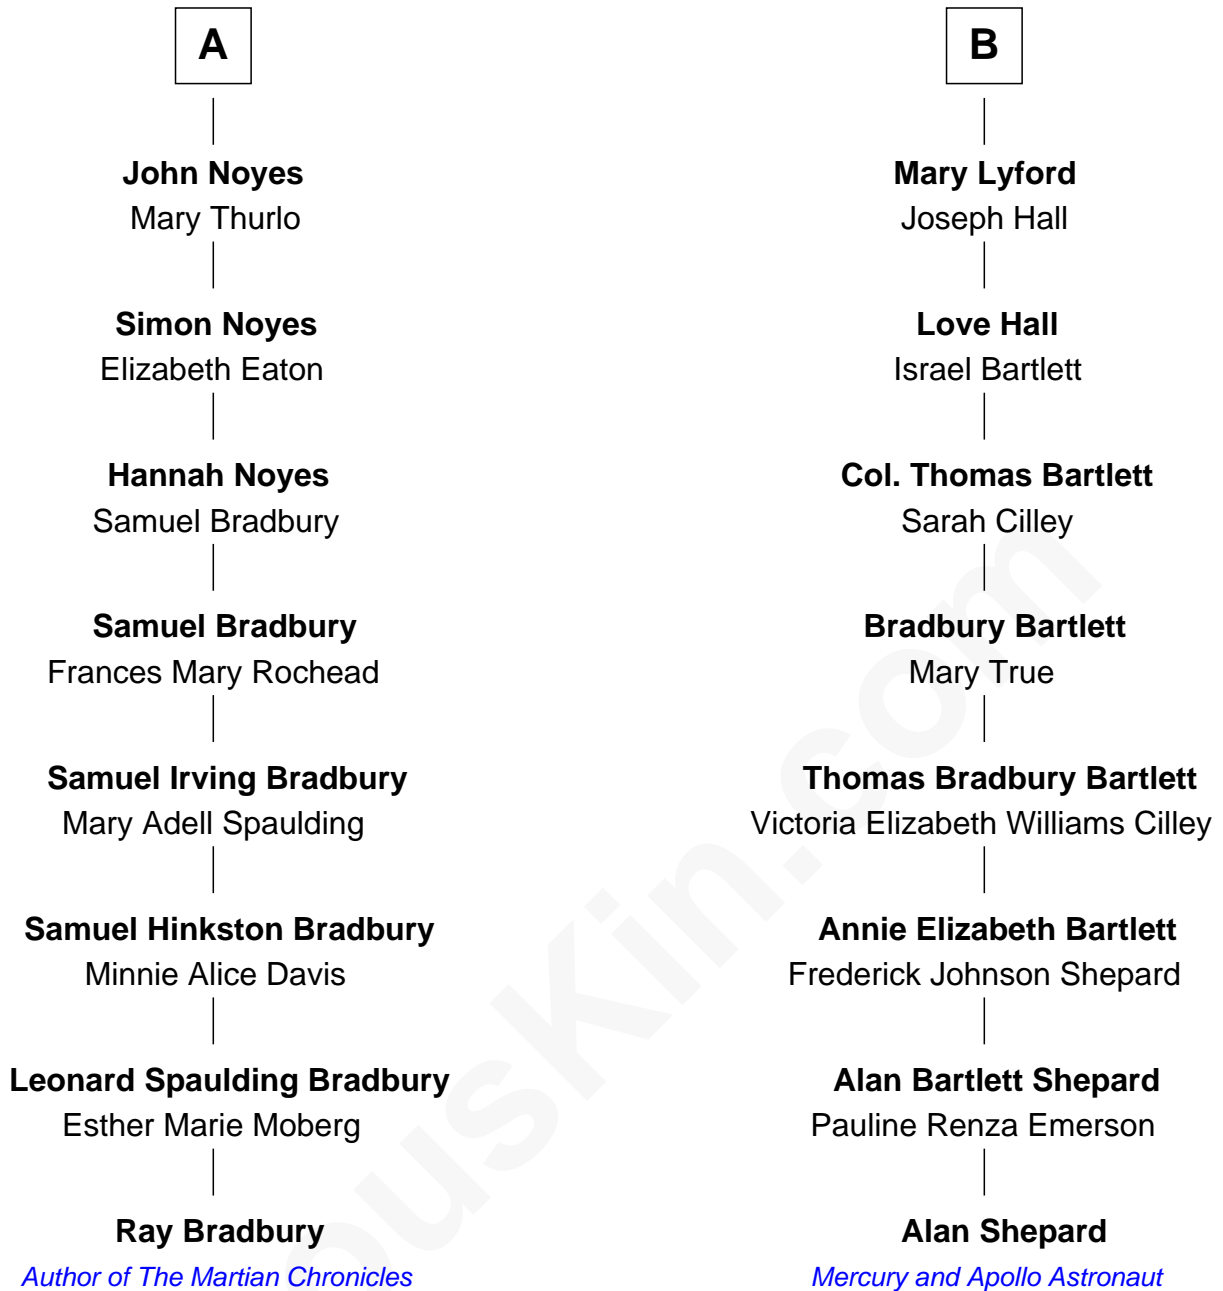 A
John Noyes
Mary Thurlo
Simon Noyes
Elizabeth Eaton
Hannah Noyes
Samuel Bradbury
Samuel Bradbury
Frances Mary Rochead
Samuel Irving Bradbury
Mary Adell Spaulding
Samuel Hinkston Bradbury
Minnie Alice Davis
Leonard Spaulding Bradbury
Esther Marie Moberg
Ray Bradbury
Author of The Martian Chronicles
B
Mary Lyford
Joseph Hall
Love Hall
Israel Bartlett
Col. Thomas Bartlett
Sarah Cilley
Bradbury Bartlett
Mary True
Thomas Bradbury Bartlett
Victoria Elizabeth Williams Cilley
Annie Elizabeth Bartlett
Frederick Johnson Shepard
Alan Bartlett Shepard
Pauline Renza Emerson
Alan Shepard
Mercury and Apollo Astronaut
ousKin.com